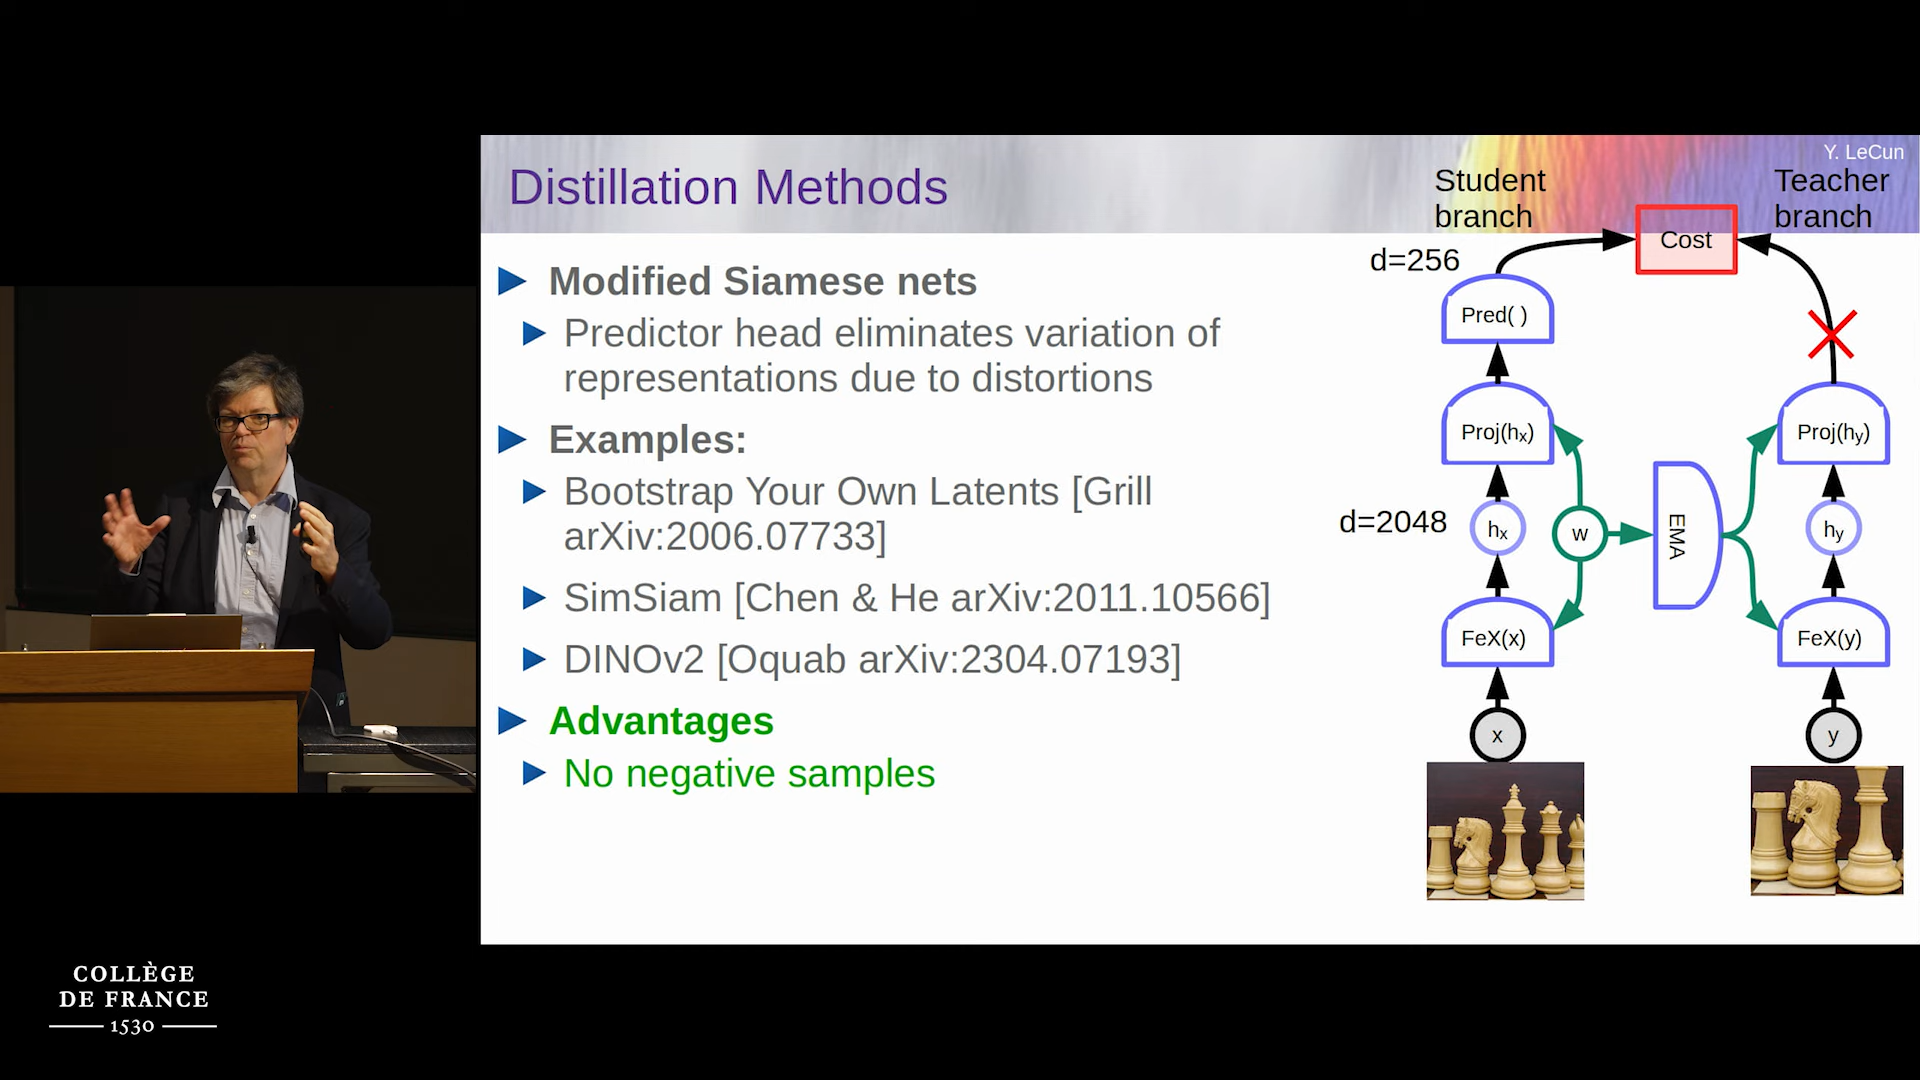 Y. LeCun
Distillation Methods
Student
branch
Teacher
branch
Cost
d=256
Modified Siamese nets
Predictor head eliminates variation of
representations due to distortions
Examples:
Bootstrap Your Own Latents [Grill
arXiv:2006.07733]
SimSiam [Chen & He arXiv:2011.10566]
DINOv2 [Oquab arXiv:2304.07193]
Advantages
No negative samples
Pred( )
Proj(hx)
Proj(hy)
d=2048
hx
w
EMA
hy
FeX(x)
FeX(y)
x
y
COLLÈGE
DE FRANCE
1530